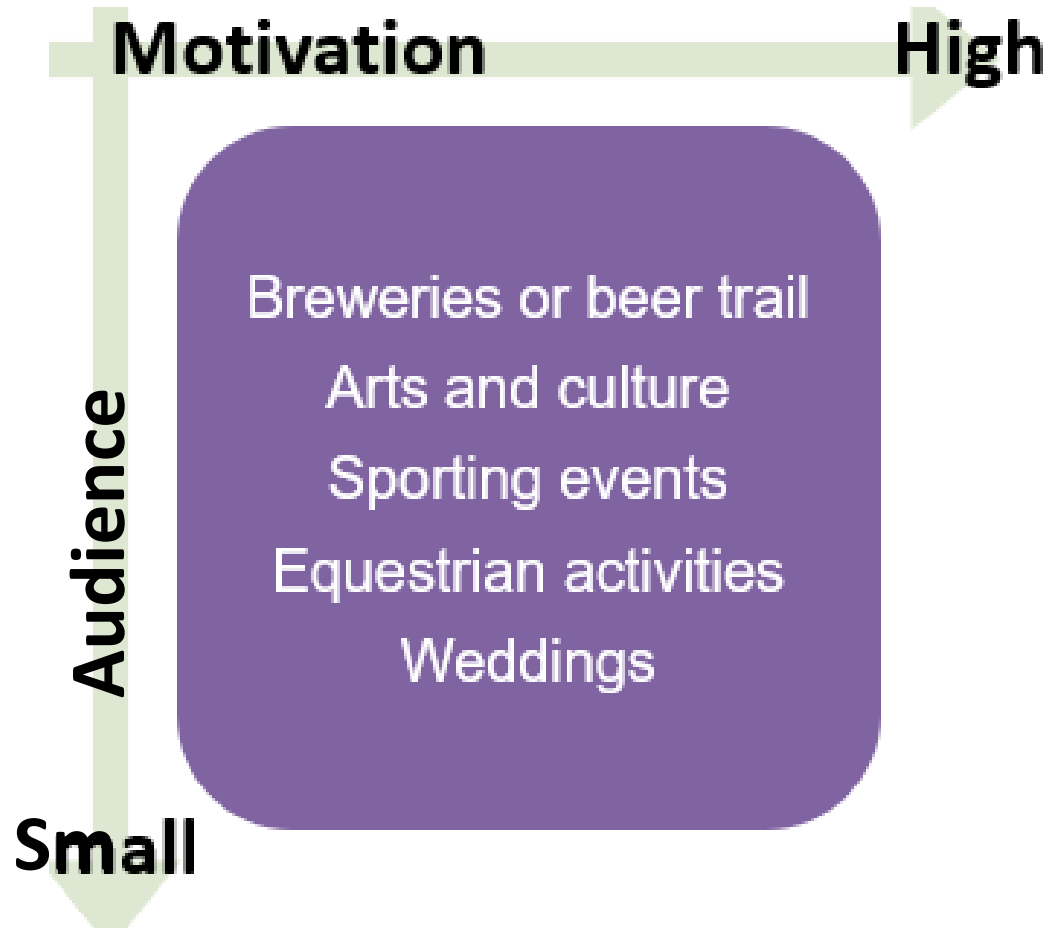 Motivation High
Breweries or beer trail
Arts and culture
Sporting events
Equestrian activities
Weddings
Audience
Small